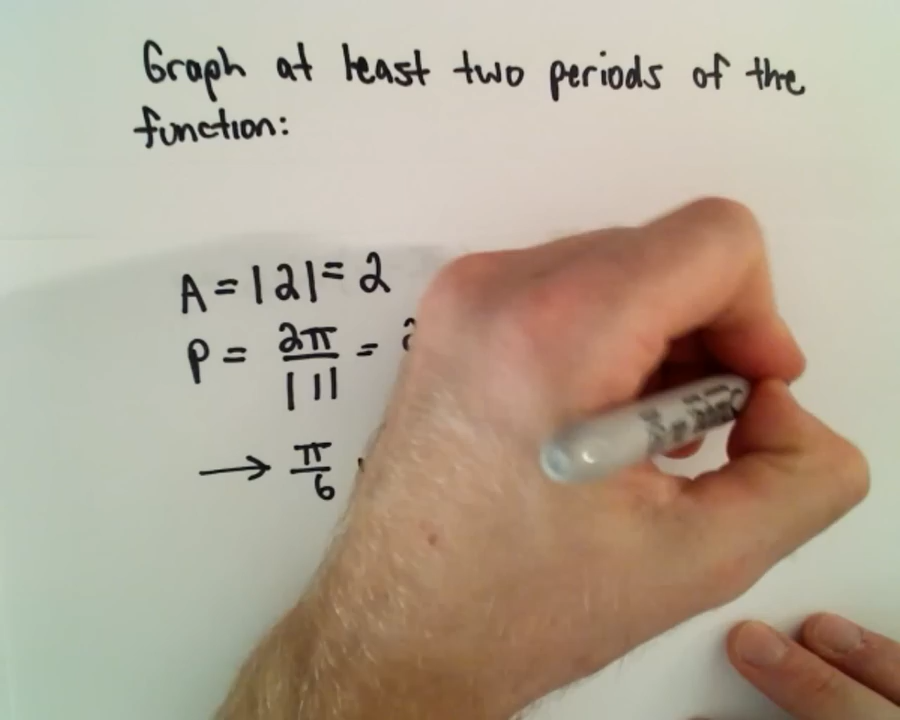 Graph at least two periods of the
function:
A = |2| = 2
P = 2π/|1| =
→ π/6